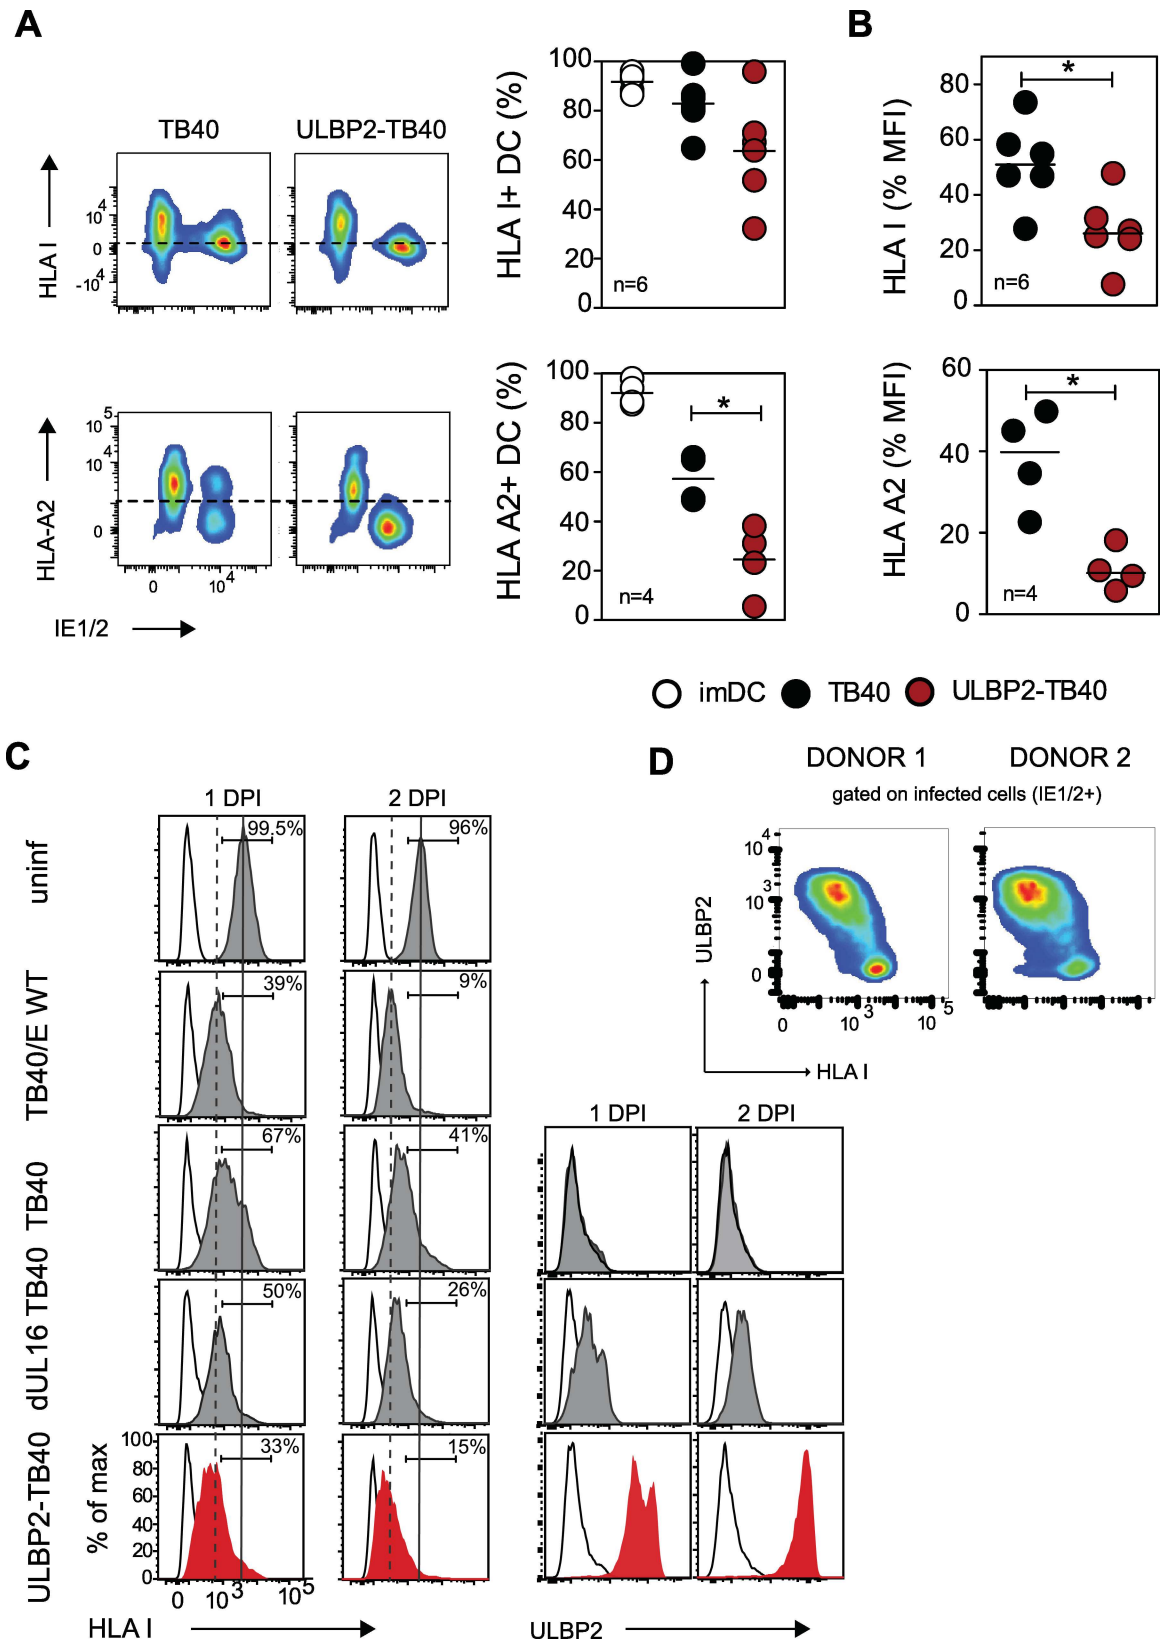 A
B
TB40
ULBP2-TB40
HLA I
10 4
0
-10 4
HLA I+ DC (%)
100
80
60
40
20
0
n=6
HLA I (% MFI)
80
60
40
20
0
*
n=6
HLA-A2
10 5
10 4
0
0
10 4
IE1/2
HLA A2+ DC (%)
100
80
60
40
20
0
*
n=4
HLA A2 (% MFI)
60
40
20
0
*
n=4
imDC
TB40
ULBP2-TB40
C
1 DPI
2 DPI
uninf
99.5%
96%
TB40/E WT
39%
9%
TB40
67%
41%
dUL16 TB40
50%
26%
ULBP2-TB40
% of max
100
80
60
40
20
0
33%
15%
0
10 3
10 5
HLA I
D
DONOR 1
DONOR 2
gated on infected cells (IE1/2+)
ULBP2
10 4
10 3
0
0
10 3
10 5
HLA I
1 DPI
2 DPI
ULBP2